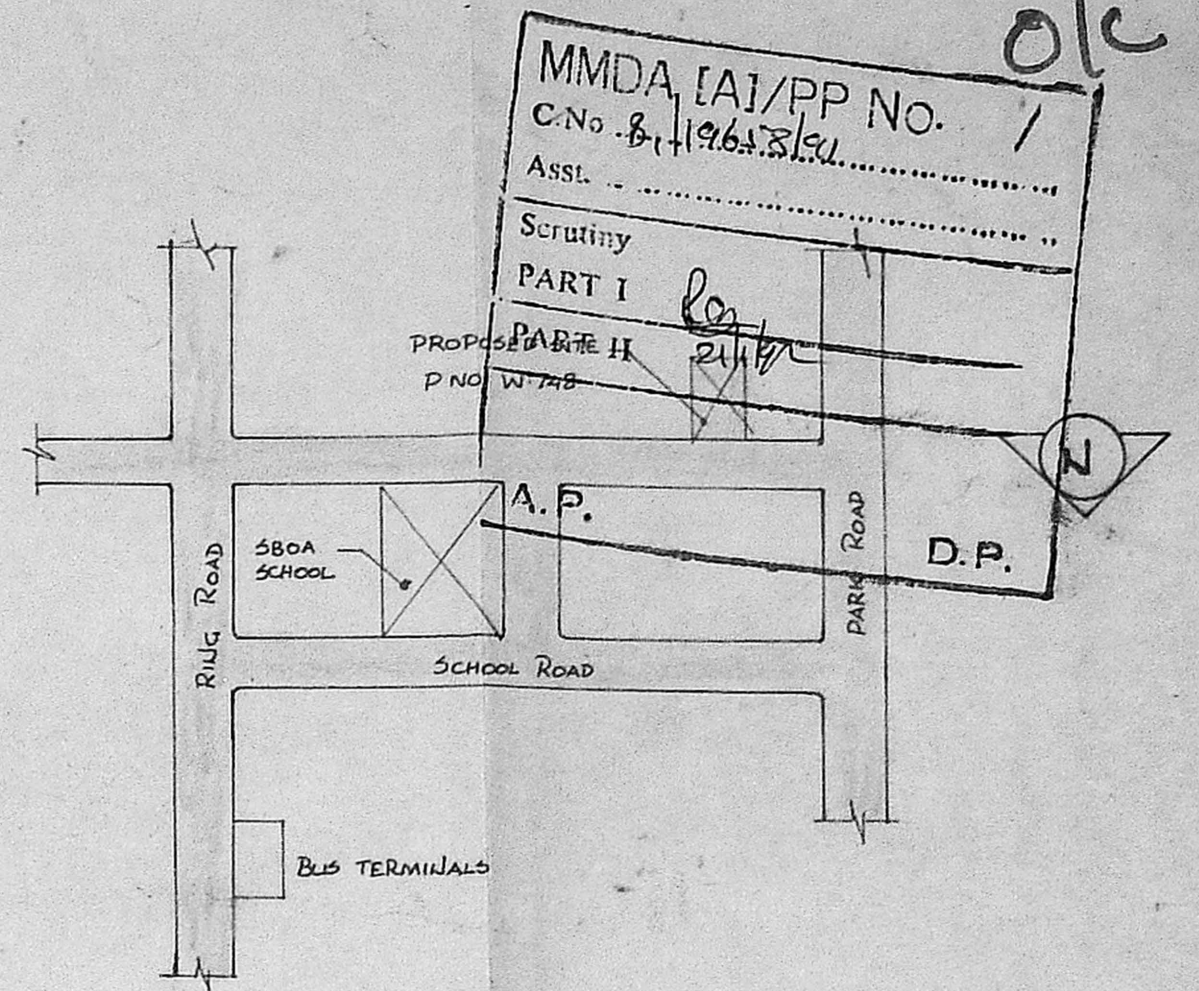 O/C
MMDA [A]/PP No.
C.No
Asst.
Scrutiny
PART I
PART II
PROPOSED SITE
P NO W-748
A.P.
D.P.
N
SBOA
SCHOOL
RING ROAD
PARK ROAD
SCHOOL ROAD
BUS TERMINALS